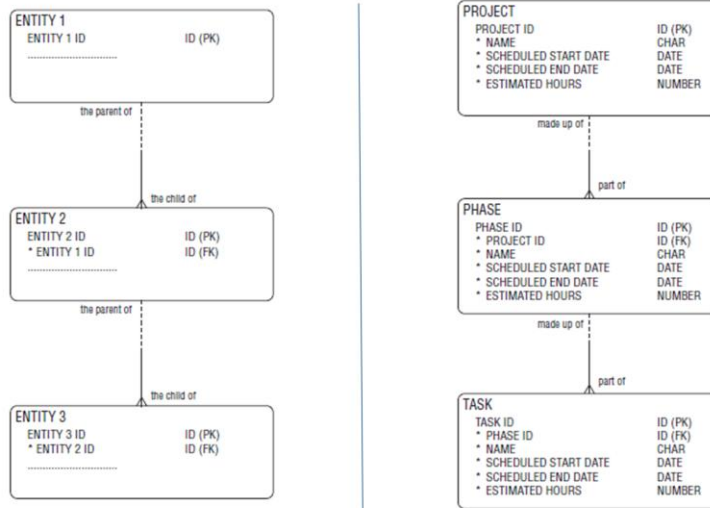 ENTITY 1
ENTITY 1 ID ID (PK)
the parent of
the child of
ENTITY 2
ENTITY 2 ID ID (PK)
* ENTITY 1 ID ID (FK)
the parent of
the child of
ENTITY 3
ENTITY 3 ID ID (PK)
* ENTITY 2 ID ID (FK)
PROJECT
PROJECT ID ID (PK)
* NAME CHAR
* SCHEDULED START DATE DATE
* SCHEDULED END DATE DATE
* ESTIMATED HOURS NUMBER
made up of
part of
PHASE
PHASE ID ID (PK)
* PROJECT ID ID (FK)
* NAME CHAR
* SCHEDULED START DATE DATE
* SCHEDULED END DATE DATE
* ESTIMATED HOURS NUMBER
made up of
part of
TASK
TASK ID ID (PK)
* PHASE ID ID (FK)
* NAME CHAR
* SCHEDULED START DATE DATE
* SCHEDULED END DATE DATE
* ESTIMATED HOURS NUMBER